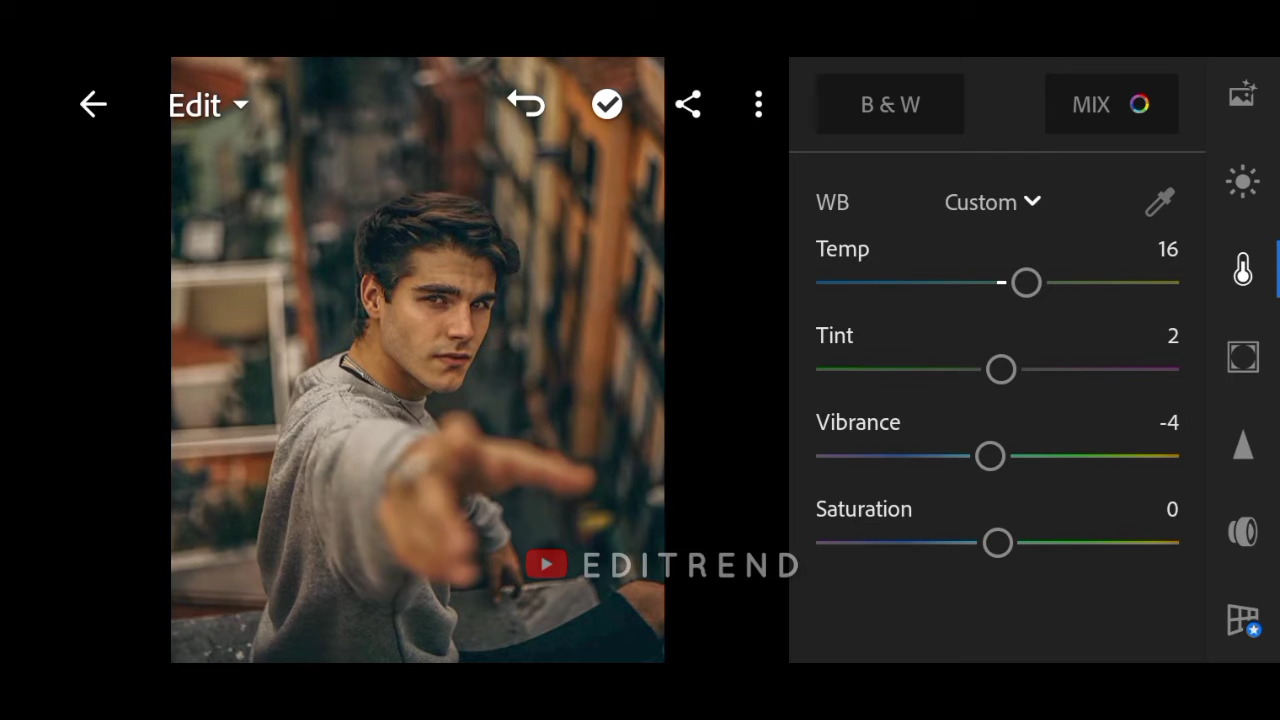 Edit
B & W
MIX
WB
Custom
Temp
16
Tint
2
Vibrance
-4
Saturation
0
EDITREND